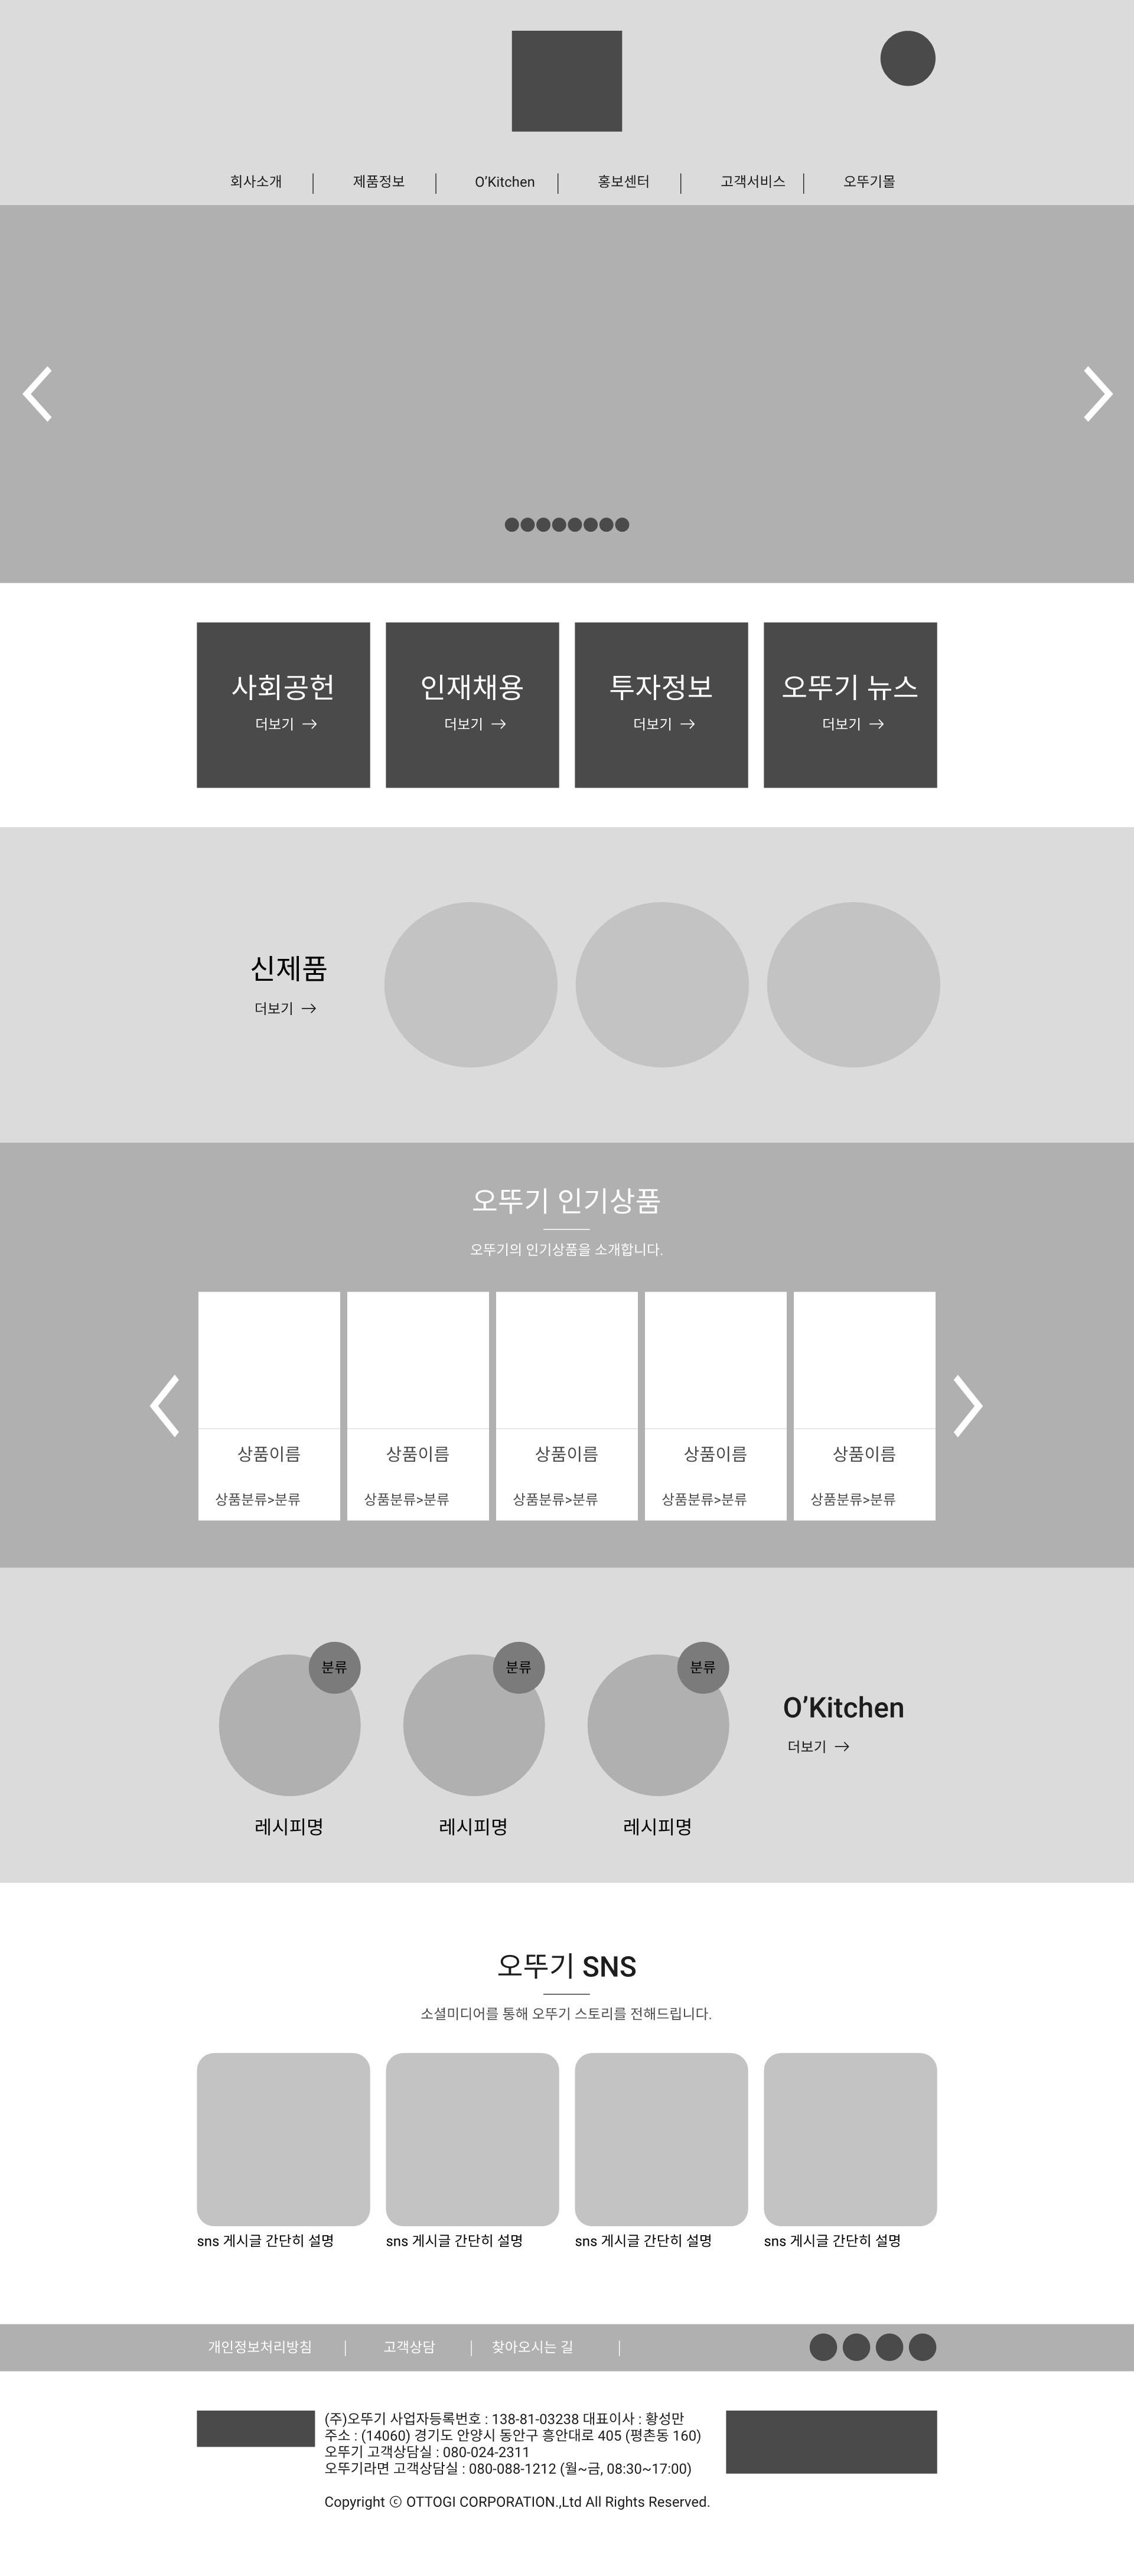 회사소개 제품정보 O’Kitchen 홍보센터 고객서비스 오뚜기몰
사회공헌 인재채용 투자정보 오뚜기 뉴스
더보기 → 더보기 → 더보기 → 더보기 →
신제품
더보기 →
오뚜기 인기상품
오뚜기의 인기상품을 소개합니다.
상품이름 상품이름 상품이름 상품이름 상품이름
상품분류>분류 상품분류>분류 상품분류>분류 상품분류>분류 상품분류>분류
분류 분류 분류
O’Kitchen
더보기 →
레시피명 레시피명 레시피명
오뚜기 SNS
소셜미디어를 통해 오뚜기 스토리를 전해드립니다.
sns 게시글 간단히 설명 sns 게시글 간단히 설명 sns 게시글 간단히 설명 sns 게시글 간단히 설명
개인정보처리방침 | 고객상담 | 찾아오시는 길 |
(주)오뚜기 사업자등록번호 : 138-81-03238 대표이사 : 황성만
주소 : (14060) 경기도 안양시 동안구 흥안대로 405 (평촌동 160)
오뚜기 고객상담실 : 080-024-2311
오뚜기라면 고객상담실 : 080-088-1212 (월~금, 08:30~17:00)
Copyright ⓒ OTTOGI CORPORATION.,Ltd All Rights Reserved.